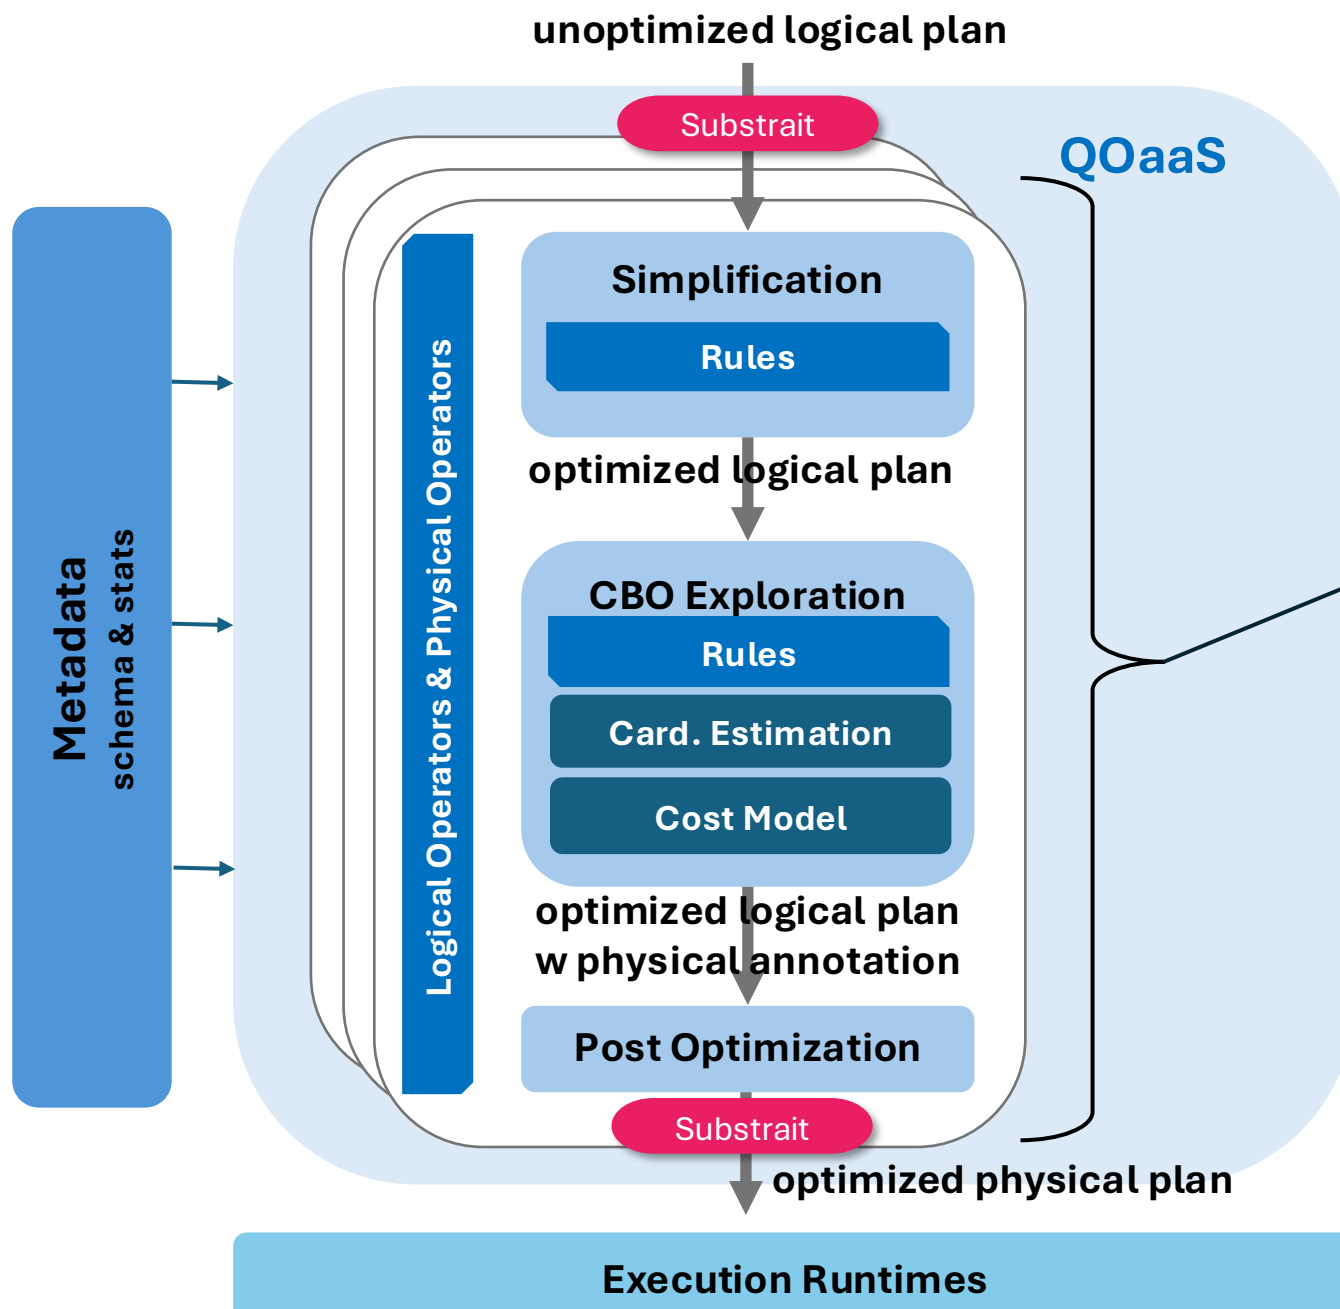 unoptimized logical plan
Substrait
QOaaS
Simplification
Rules
Logical Operators & Physical Operators
optimized logical plan
Metadata
schema & stats
CBO Exploration
Rules
Card. Estimation
Cost Model
optimized logical plan
w physical annotation
Post Optimization
Substrait
optimized physical plan
Execution Runtimes